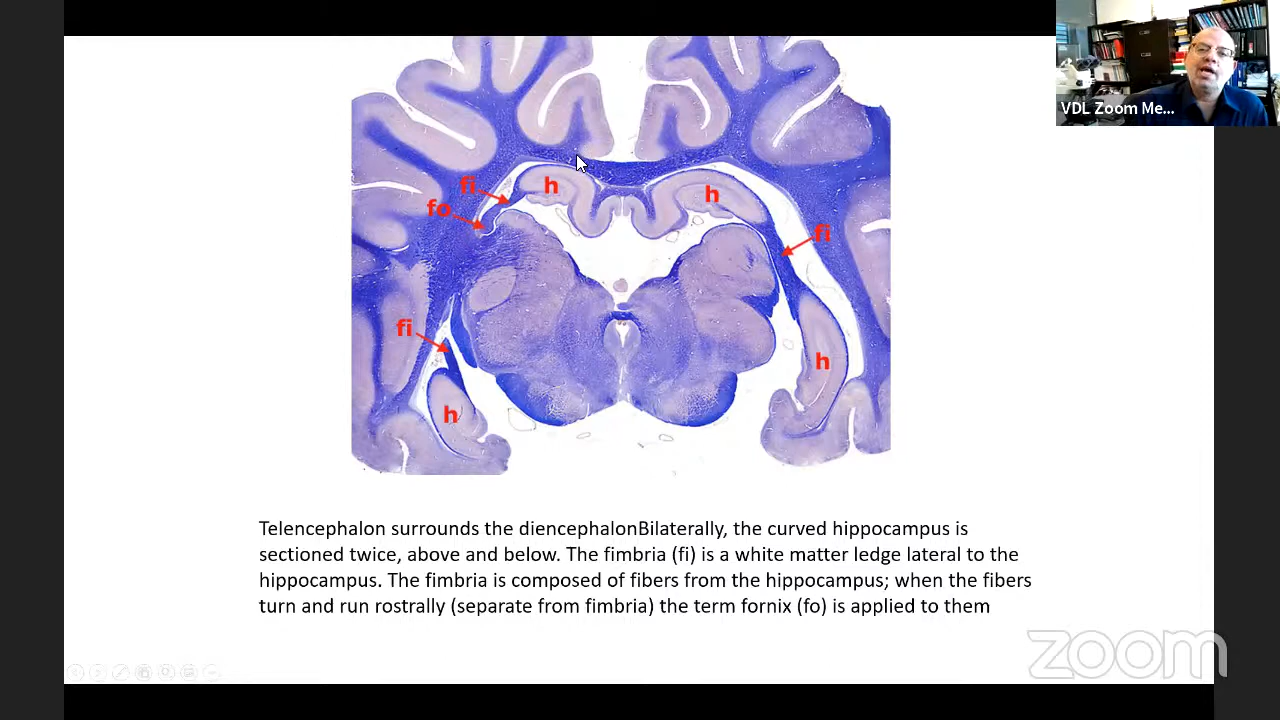 VDL Zoom Me...
fi
h
h
fo
fi
fi
h
h
Telencephalon surrounds the diencephalonBilaterally, the curved hippocampus is
sectioned twice, above and below. The fimbria (fi) is a white matter ledge lateral to the
hippocampus. The fimbria is composed of fibers from the hippocampus; when the fibers
turn and run rostrally (separate from fimbria) the term fornix (fo) is applied to them
zoom